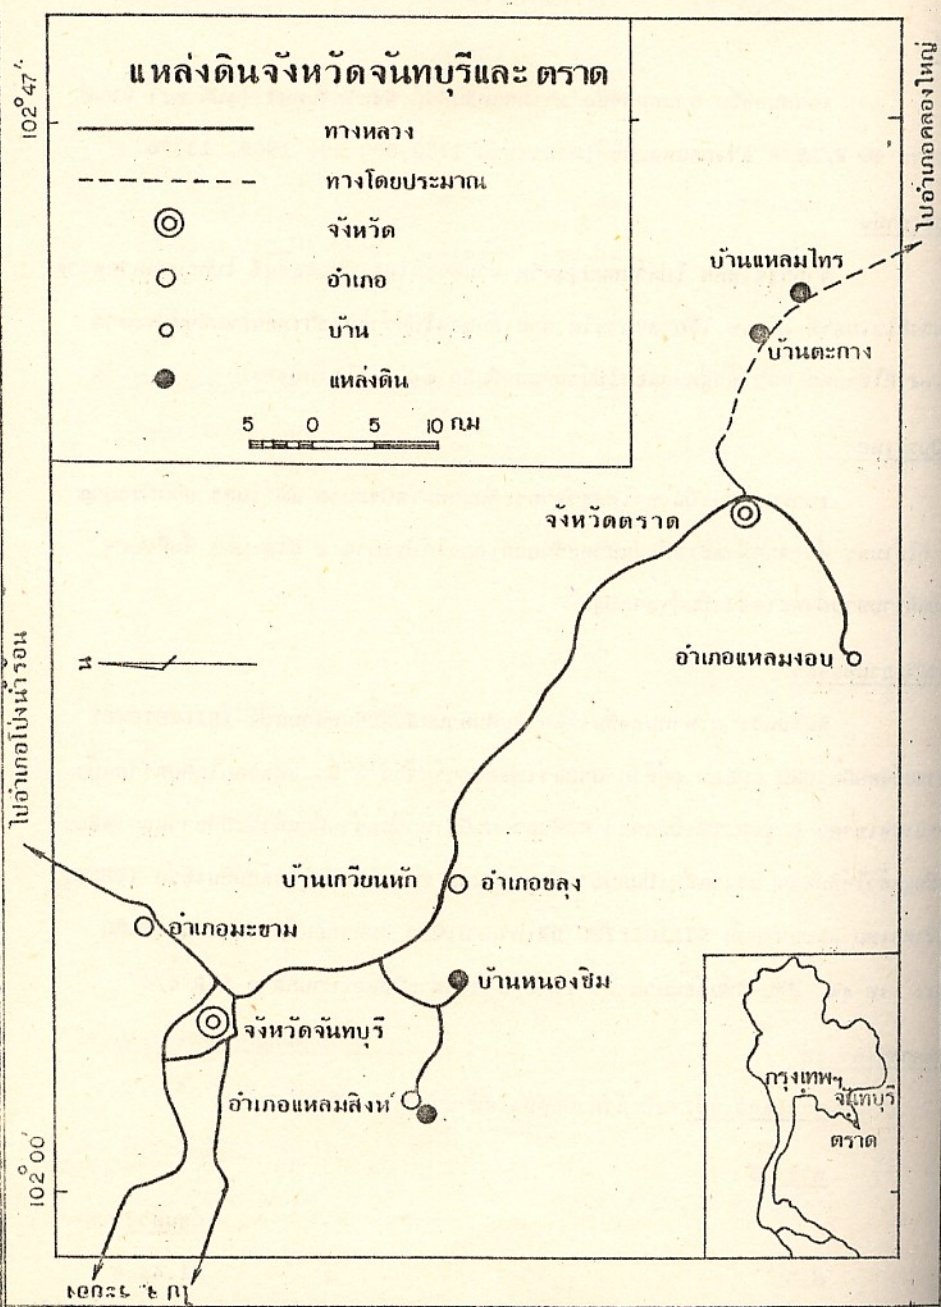 แหล่งดินจังหวัดจันทบุรีและ ตราด
ทางหลวง
ทางโดยประมาณ
จังหวัด
อำเภอ
บ้าน
แหล่งดิน
5 0 5 10 ก.ม
102°47′
ไปอำเภอคลองใหญ่
บ้านแหลมไทร
บ้านตะกาง
จังหวัดตราด
อำเภอแหลมงอบ
น
ไปอำเภอโป่งน้ำร้อน
บ้านเกวียนหัก
อำเภอขลุง
อำเภอมะขาม
บ้านหนองชิม
จังหวัดจันทบุรี
อำเภอแหลมสิงห์
102°00′
ไป จ. ระยอง
กรุงเทพฯ
จันทบุรี
ตราด